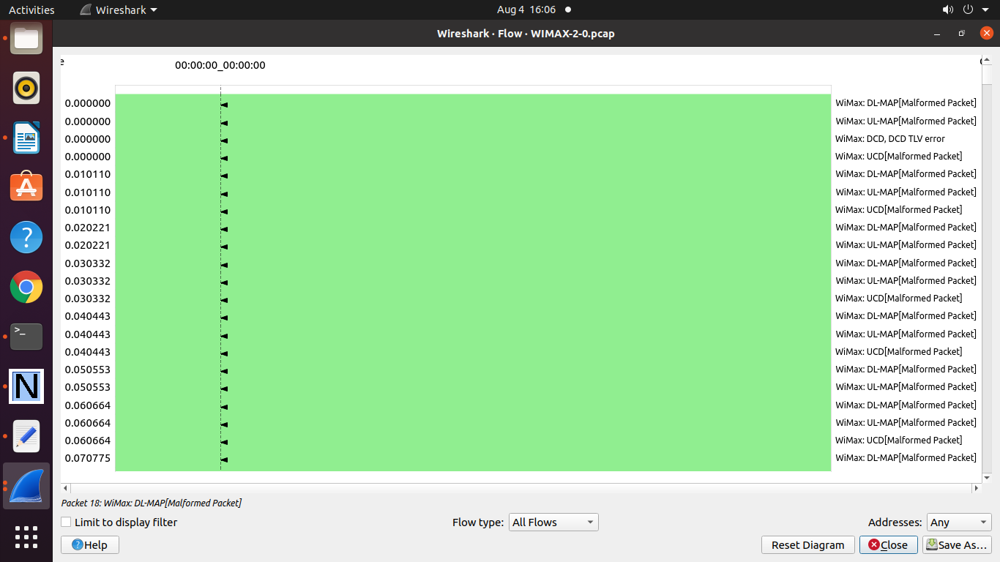 Activities Wireshark Aug 4 16:06
Wireshark · Flow · WIMAX-2-0.pcap
e 00:00:00_00:00:00
0.000000 WiMax: DL-MAP[Malformed Packet]
0.000000 WiMax: UL-MAP[Malformed Packet]
0.000000 WiMax: DCD, DCD TLV error
0.000000 WiMax: UCD[Malformed Packet]
0.010110 WiMax: DL-MAP[Malformed Packet]
0.010110 WiMax: UL-MAP[Malformed Packet]
0.010110 WiMax: UCD[Malformed Packet]
0.020221 WiMax: DL-MAP[Malformed Packet]
0.020221 WiMax: UL-MAP[Malformed Packet]
0.030332 WiMax: DL-MAP[Malformed Packet]
0.030332 WiMax: UL-MAP[Malformed Packet]
0.030332 WiMax: UCD[Malformed Packet]
0.040443 WiMax: DL-MAP[Malformed Packet]
0.040443 WiMax: UL-MAP[Malformed Packet]
0.040443 WiMax: UCD[Malformed Packet]
0.050553 WiMax: DL-MAP[Malformed Packet]
0.050553 WiMax: UL-MAP[Malformed Packet]
0.060664 WiMax: DL-MAP[Malformed Packet]
0.060664 WiMax: UL-MAP[Malformed Packet]
0.060664 WiMax: UCD[Malformed Packet]
0.070775 WiMax: DL-MAP[Malformed Packet]
Packet 18: WiMax: DL-MAP[Malformed Packet]
Limit to display filter Flow type: All Flows Addresses: Any
Help Reset Diagram Close Save As…